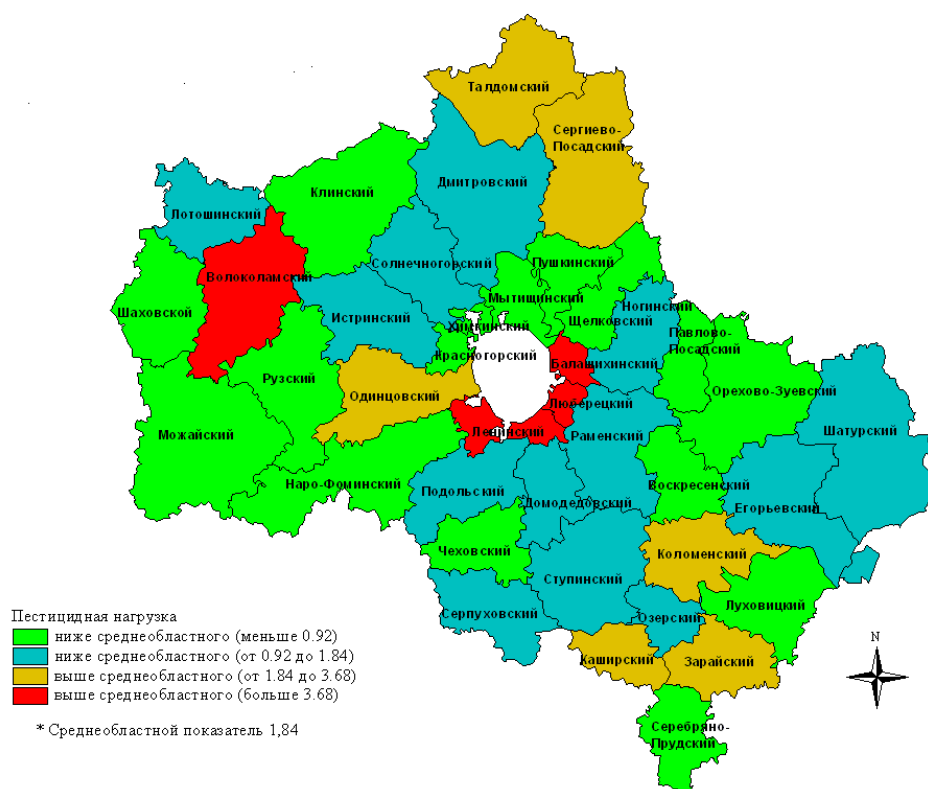 Талдомский
Сергиево-
Посадский
Клинский
Дмитровский
Лотошинский
Солнечногорский
Пушкинский
Волоколамский
Мытищинский
Ногинский
Шаховской
Истринский
Щелковский
Химкинский
Павлово-
Посадский
Красногорский
Балашихинский
Рузский
Орехово-Зуевский
Одинцовский
Люберецкий
Можайский
Ленинский
Раменский
Шатурский
Наро-Фоминский
Подольский
Воскресенский
Домодедовский
Егорьевский
Чеховский
Коломенский
Ступинский
Луховицкий
Серпуховский
Озерский
Каширский
Зарайский
Серебряно-
Прудский
Пестицидная нагрузка
ниже среднеобластного (меньше 0.92)
ниже среднеобластного (от 0.92 до 1.84)
выше среднеобластного (от 1.84 до 3.68)
выше среднеобластного (больше 3.68)
* Среднеобластной показатель 1,84
N